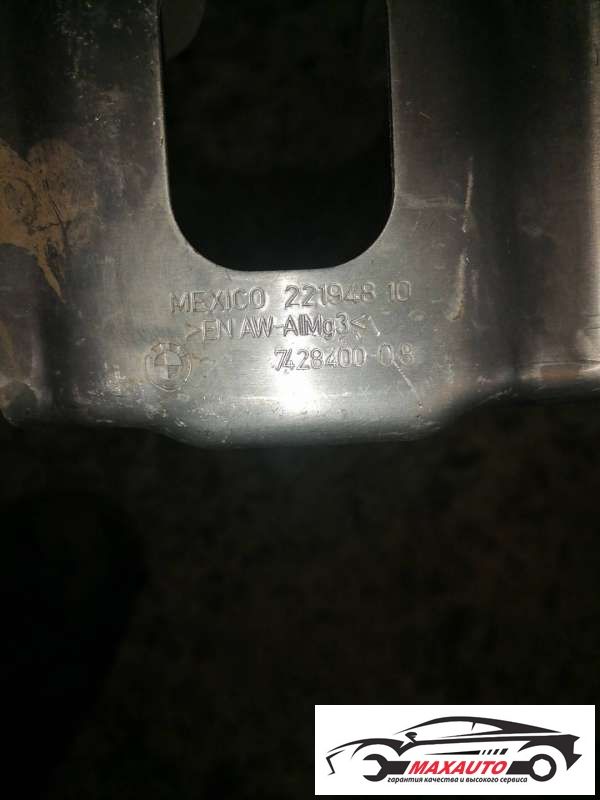 MEXICO 221948 10
>EN AW-AlMg3<
7428400-08
MAXAUTO
гарантия качества и высокого сервиса